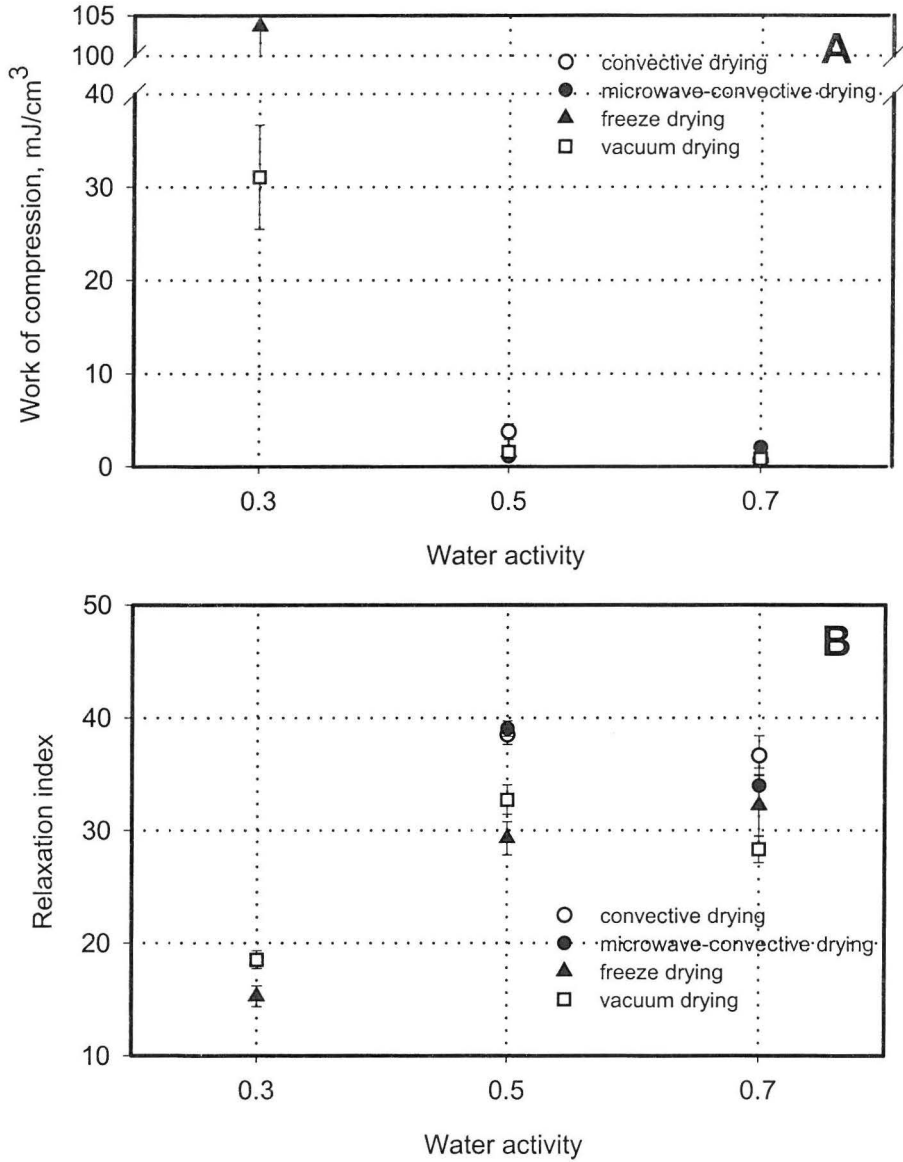 105
100
A
convective drying
microwave-convective drying
freeze drying
vacuum drying
40
30
20
10
0
Work of compression, mJ/cm³
0.3 0.5 0.7
Water activity
50
B
40
30
20
10
Relaxation index
convective drying
microwave-convective drying
freeze drying
vacuum drying
0.3 0.5 0.7
Water activity